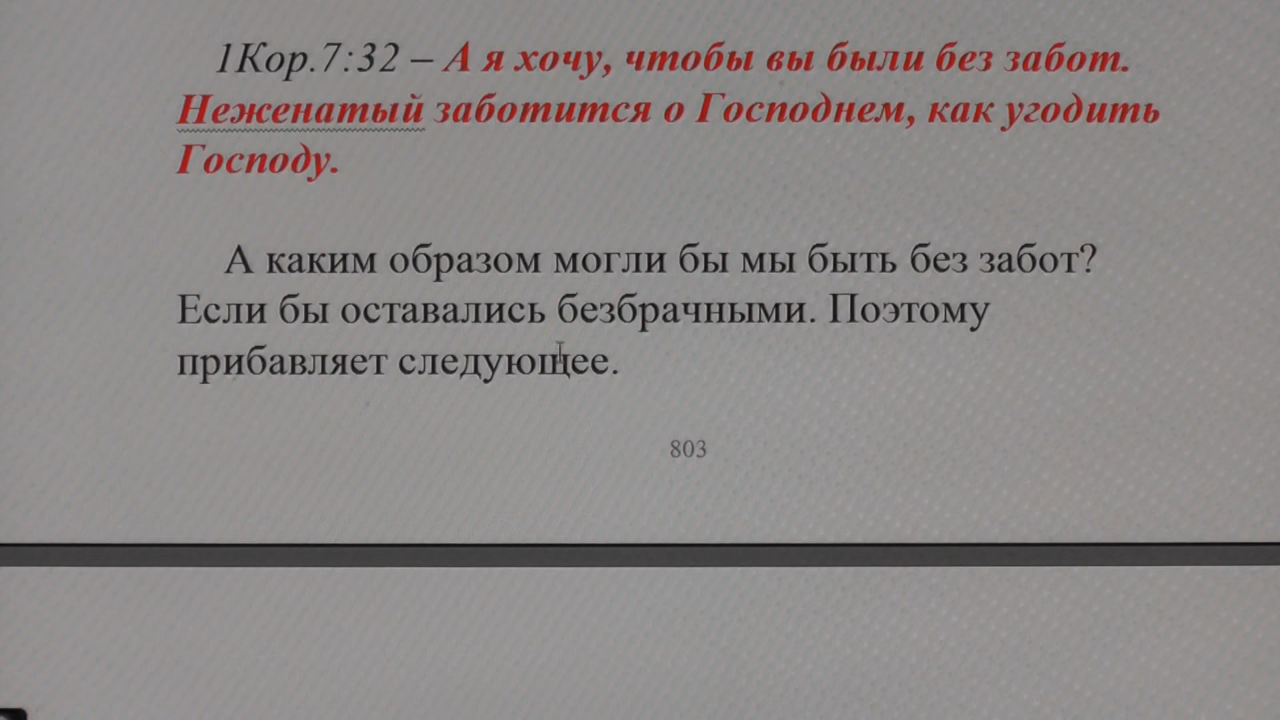 1Кор.7:32 – А я хочу, чтобы вы были без забот.
Неженатый заботится о Господнем, как угодить
Господу.
А каким образом могли бы мы быть без забот?
Если бы оставались безбрачными. Поэтому
прибавляет следующее.
803